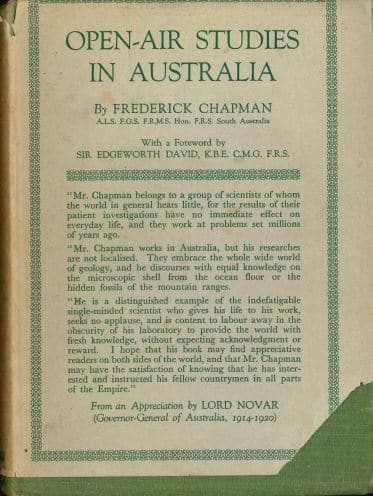 OPEN-AIR STUDIES
IN AUSTRALIA
By FREDERICK CHAPMAN
A.L.S. F.G.S. F.R.M.S. Hon. F.R.S. South Australia
With a Foreword by
SIR EDGEWORTH DAVID, K.B.E. C.M.G. F.R.S.
"Mr. Chapman belongs to a group of scientists of whom
the world in general hears little, for the results of their
patient investigations have no immediate effect on
everyday life, and they work at problems set millions
of years ago.
"Mr. Chapman works in Australia, but his researches
are not localised. They embrace the whole wide world
of geology, and he discourses with equal knowledge on
the microscopic shell from the ocean floor or the
hidden fossils of the mountain ranges.
"He is a distinguished example of the indefatigable
single-minded scientist who gives his life to his work,
seeks no applause, and is content to labour away in the
obscurity of his laboratory to provide the world with
fresh knowledge, without expecting acknowledgment or
reward. I hope that his book may find appreciative
readers on both sides of the world, and that Mr. Chapman
may have the satisfaction of knowing that he has inter-
ested and instructed his fellow countrymen in all parts
of the Empire."
From an Appreciation by LORD NOVAR
(Governor-General of Australia, 1914-1920)